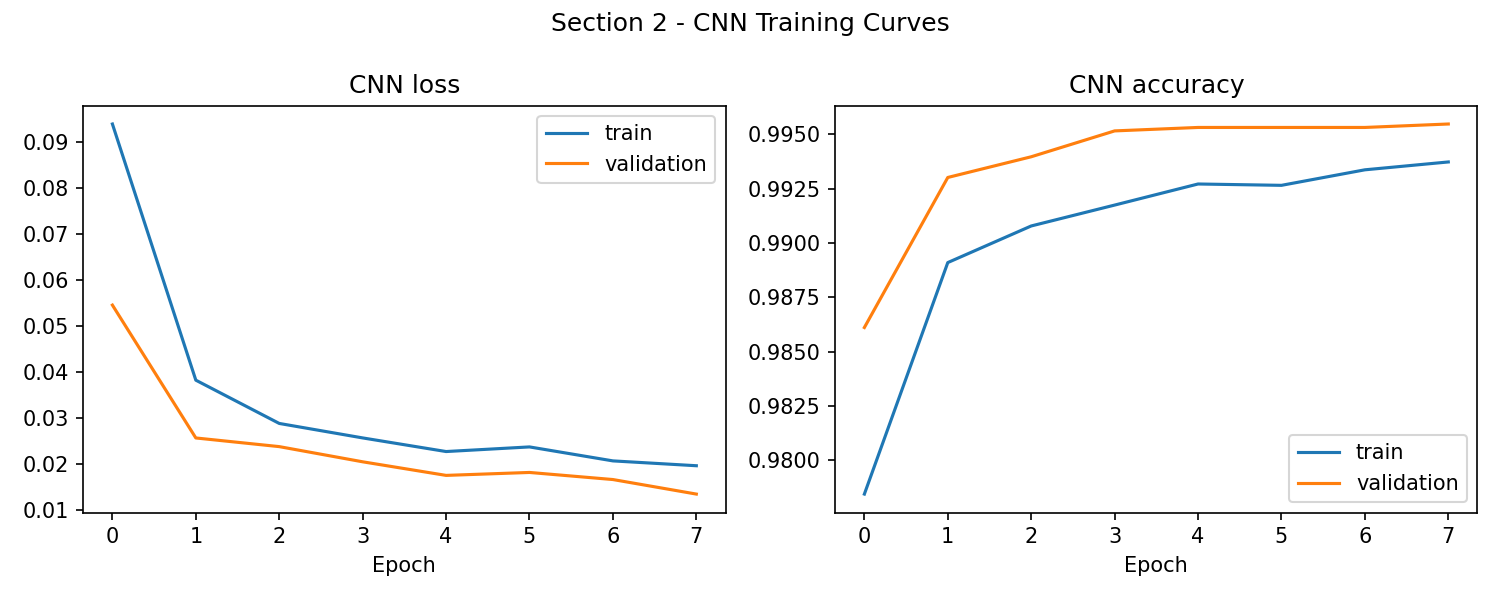 Section 2 - CNN Training Curves
CNN loss
0.09
0.08
0.07
0.06
0.05
0.04
0.03
0.02
0.01
0 1 2 3 4 5 6 7
Epoch
train
validation
CNN accuracy
0.9950
0.9925
0.9900
0.9875
0.9850
0.9825
0.9800
0 1 2 3 4 5 6 7
Epoch
train
validation